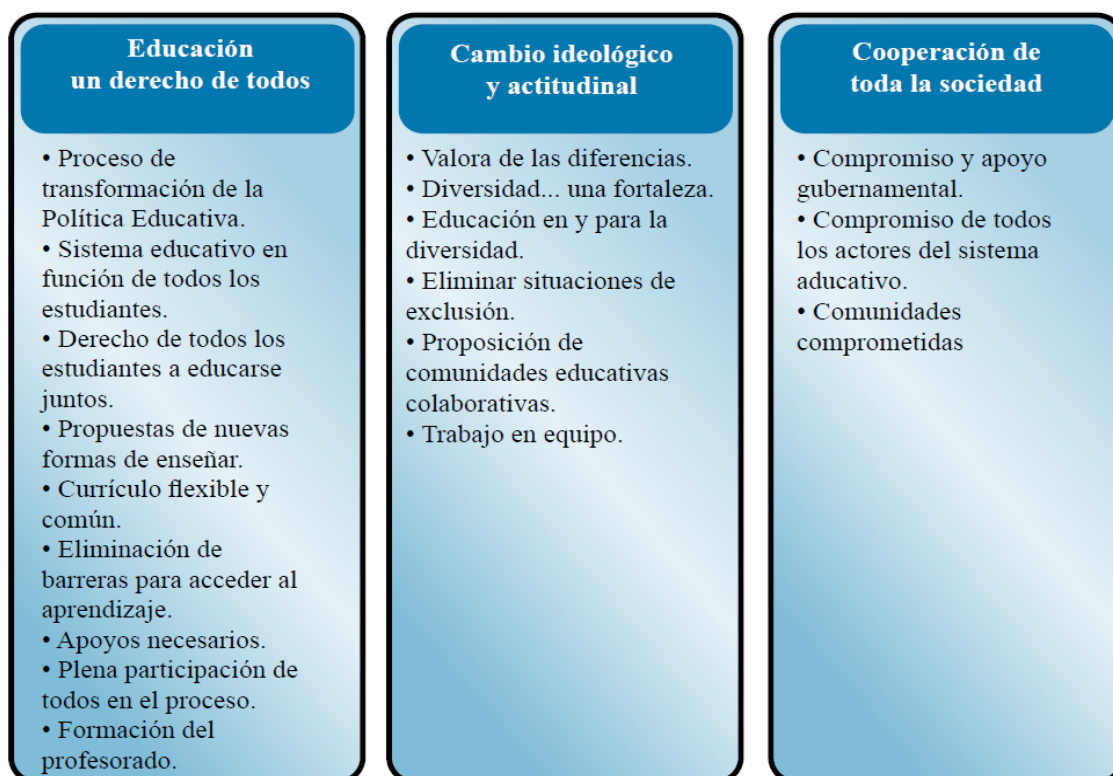 Educación
un derecho de todos
• Proceso de
transformación de la
Política Educativa.
• Sistema educativo en
función de todos los
estudiantes.
• Derecho de todos los
estudiantes a educarse
juntos.
• Propuestas de nuevas
formas de enseñar.
• Currículo flexible y
común.
• Eliminación de
barreras para acceder al
aprendizaje.
• Apoyos necesarios.
• Plena participación de
todos en el proceso.
• Formación del
profesorado.
Cambio ideológico
y actitudinal
• Valora de las diferencias.
• Diversidad... una fortaleza.
• Educación en y para la
diversidad.
• Eliminar situaciones de
exclusión.
• Proposición de
comunidades educativas
colaborativas.
• Trabajo en equipo.
Cooperación de
toda la sociedad
• Compromiso y apoyo
gubernamental.
• Compromiso de todos
los actores del sistema
aducativo.
• Comunidades
comprometidas